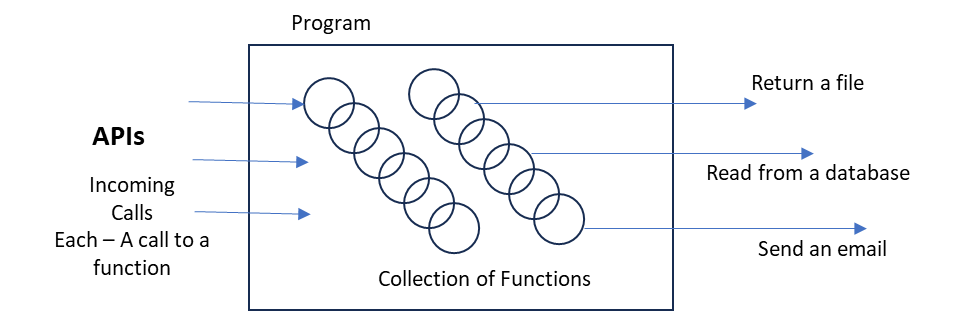 Program
Return a file
APIs
Read from a database
Incoming
Calls
Each – A call to a
function
Send an email
Collection of Functions